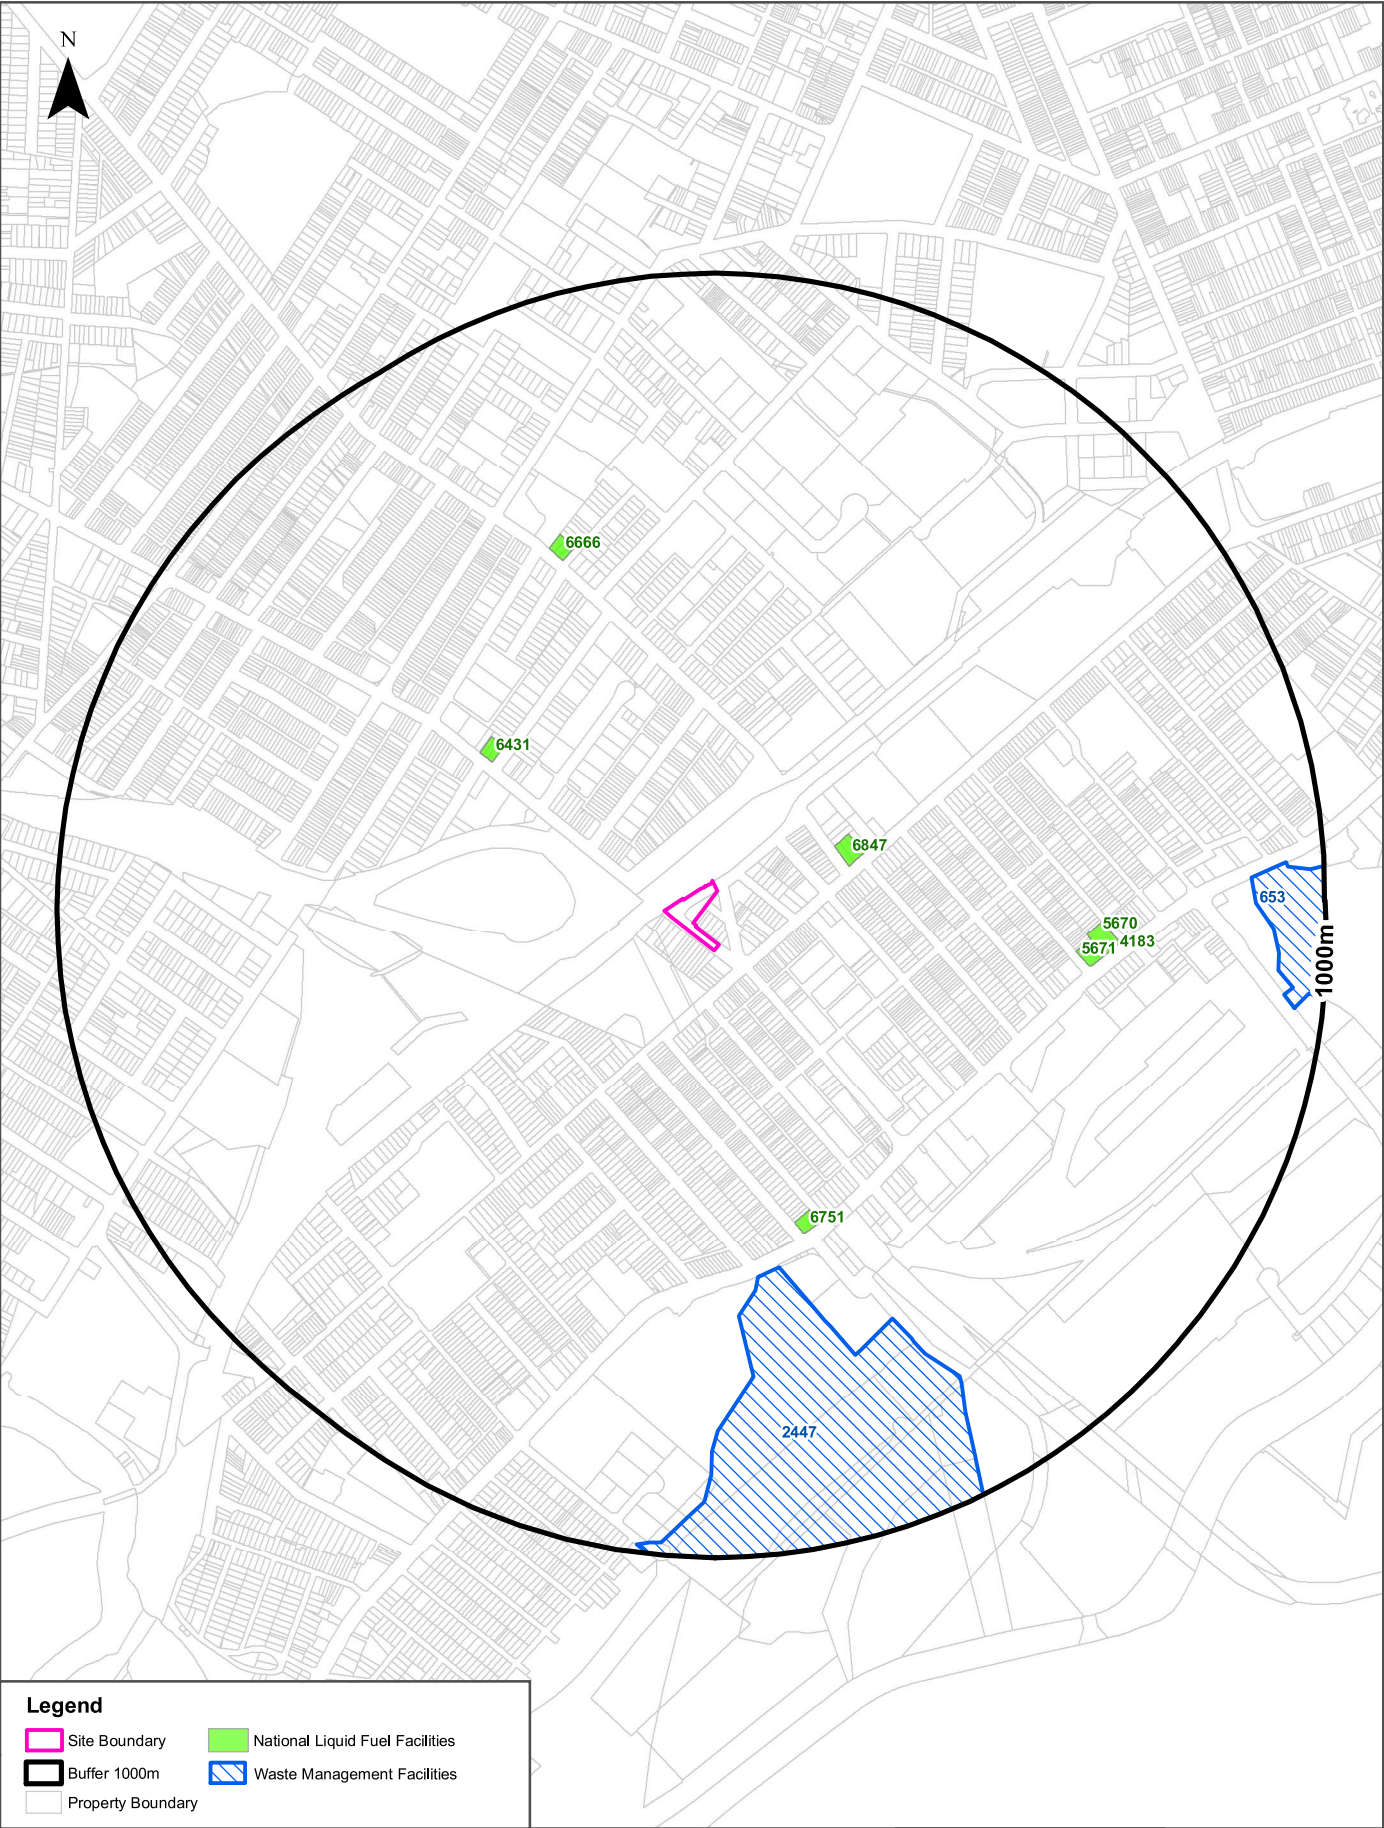 N
6666
6431
6847
653
5670
4183
5671
1000m
6751
2447
Legend
Site Boundary
National Liquid Fuel Facilities
Buffer 1000m
Waste Management Facilities
Property Boundary